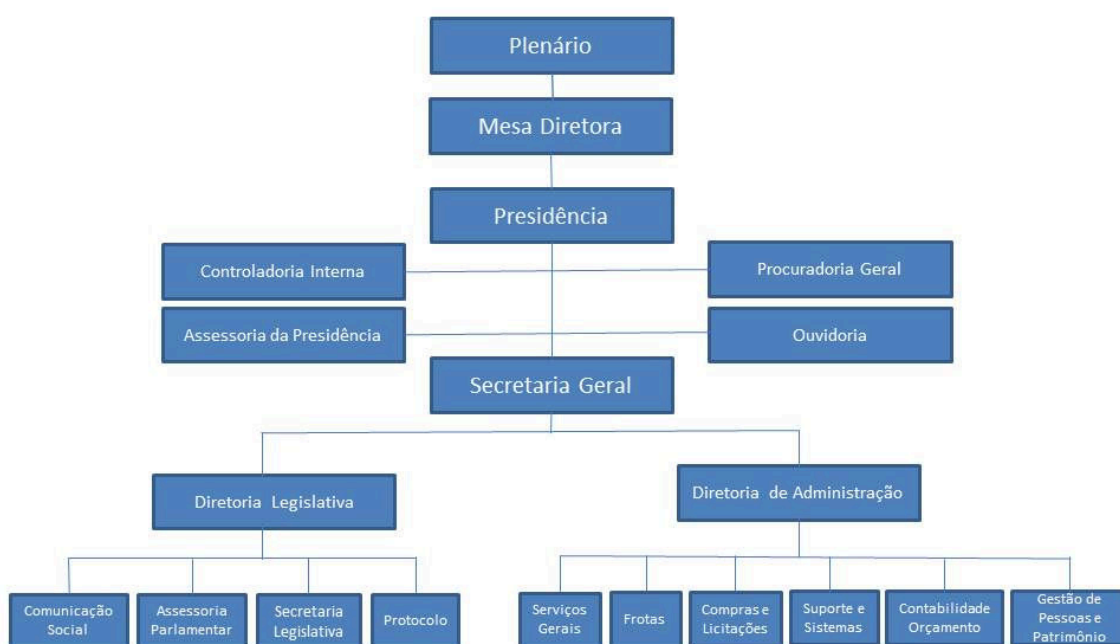 Plenário
Mesa Diretora
Presidência
Controladoria Interna
Procuradoria Geral
Assessoria da Presidência
Ouvidoria
Secretaria Geral
Diretoria Legislativa
Diretoria de Administração
Comunicação
Social
Assessoria
Parlamentar
Secretaria
Legislativa
Protocolo
Serviços
Gerais
Frotas
Compras e
Licitações
Suporte e
Sistemas
Contabilidade
Orçamento
Gestão de
Pessoas e
Patrimônio